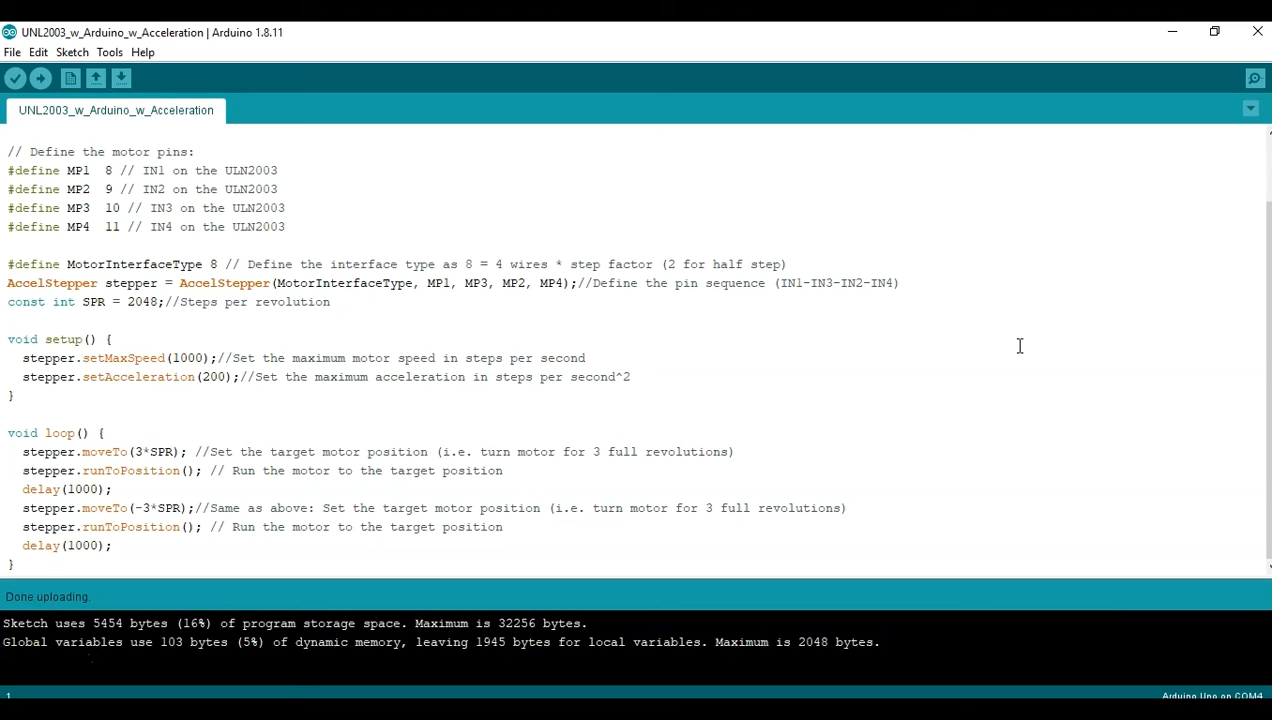 UNL2003_w_Arduino_w_Acceleration | Arduino 1.8.11
File Edit Sketch Tools Help
UNL2003_w_Arduino_w_Acceleration
// Define the motor pins:
#define MP1  8 // IN1 on the ULN2003
#define MP2  9 // IN2 on the ULN2003
#define MP3  10 // IN3 on the ULN2003
#define MP4  11 // IN4 on the ULN2003
#define MotorInterfaceType 8 // Define the interface type as 8 = 4 wires * step factor (2 for half step)
AccelStepper stepper = AccelStepper(MotorInterfaceType, MP1, MP3, MP2, MP4);//Define the pin sequence (IN1-IN3-IN2-IN4)
const int SPR = 2048;//Steps per revolution
void setup() {
  stepper.setMaxSpeed(1000);//Set the maximum motor speed in steps per second
  stepper.setAcceleration(200);//Set the maximum acceleration in steps per second^2
}
void loop() {
  stepper.moveTo(3*SPR); //Set the target motor position (i.e. turn motor for 3 full revolutions)
  stepper.runToPosition(); // Run the motor to the target position
  delay(1000);
  stepper.moveTo(-3*SPR);//Same as above: Set the target motor position (i.e. turn motor for 3 full revolutions)
  stepper.runToPosition(); // Run the motor to the target position
  delay(1000);
}
Done uploading.
Sketch uses 5454 bytes (16%) of program storage space. Maximum is 32256 bytes.
Global variables use 103 bytes (5%) of dynamic memory, leaving 1945 bytes for local variables. Maximum is 2048 bytes.
1 Arduino Uno on COM4